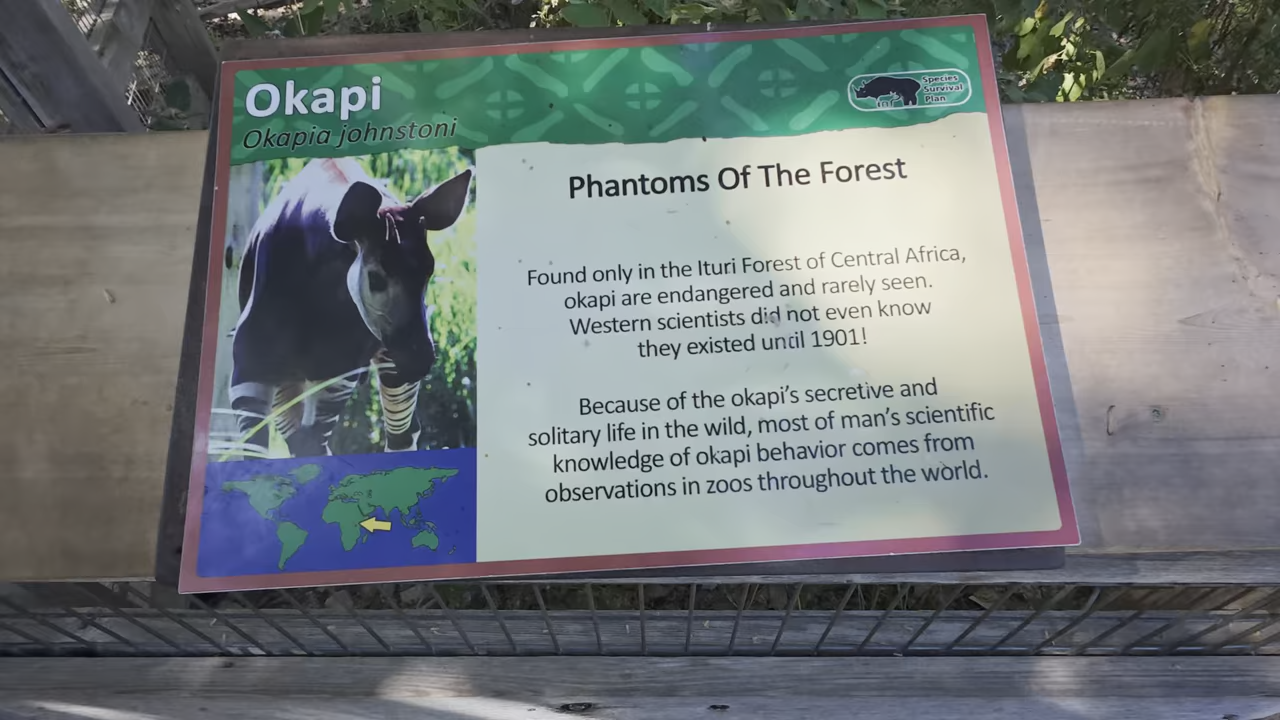 Okapi
Okapia johnstoni
Species
Survival
Plan
Phantoms Of The Forest
Found only in the Ituri Forest of Central Africa,
okapi are endangered and rarely seen.
Western scientists did not even know
they existed until 1901!
Because of the okapi’s secretive and
solitary life in the wild, most of man’s scientific
knowledge of okapi behavior comes from
observations in zoos throughout the world.